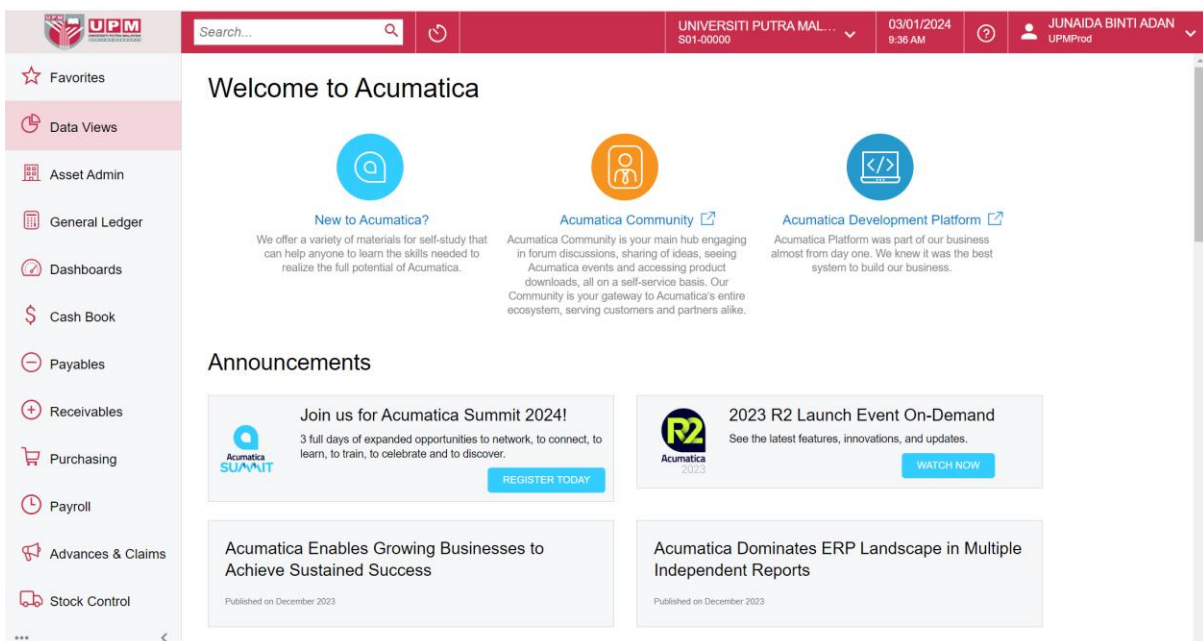 UPM
Search...
UNIVERSITI PUTRA MAL...
S01-00000
03/01/2024
9:36 AM
JUNAIDA BINTI ADAN
UPMProd
Favorites
Data Views
Asset Admin
General Ledger
Dashboards
Cash Book
Payables
Receivables
Purchasing
Payroll
Advances & Claims
Stock Control
Welcome to Acumatica
New to Acumatica?
We offer a variety of materials for self-study that
can help anyone to learn the skills needed to
realize the full potential of Acumatica.
Acumatica Community
Acumatica Community is your main hub engaging
in forum discussions, sharing of ideas, seeing
Acumatica events and accessing product
downloads, all on a self-service basis. Our
Community is your gateway to Acumatica's entire
ecosystem, serving customers and partners alike.
Acumatica Development Platform
Acumatica Platform was part of our business
almost from day one. We knew it was the best
system to build our business.
Announcements
Acumatica
SUMMIT
Join us for Acumatica Summit 2024!
3 full days of expanded opportunities to network, to connect, to
learn, to train, to celebrate and to discover.
REGISTER TODAY
R2
Acumatica
2023
2023 R2 Launch Event On-Demand
See the latest features, innovations, and updates.
WATCH NOW
Acumatica Enables Growing Businesses to
Achieve Sustained Success
Published on December 2023
Acumatica Dominates ERP Landscape in Multiple
Independent Reports
Published on December 2023